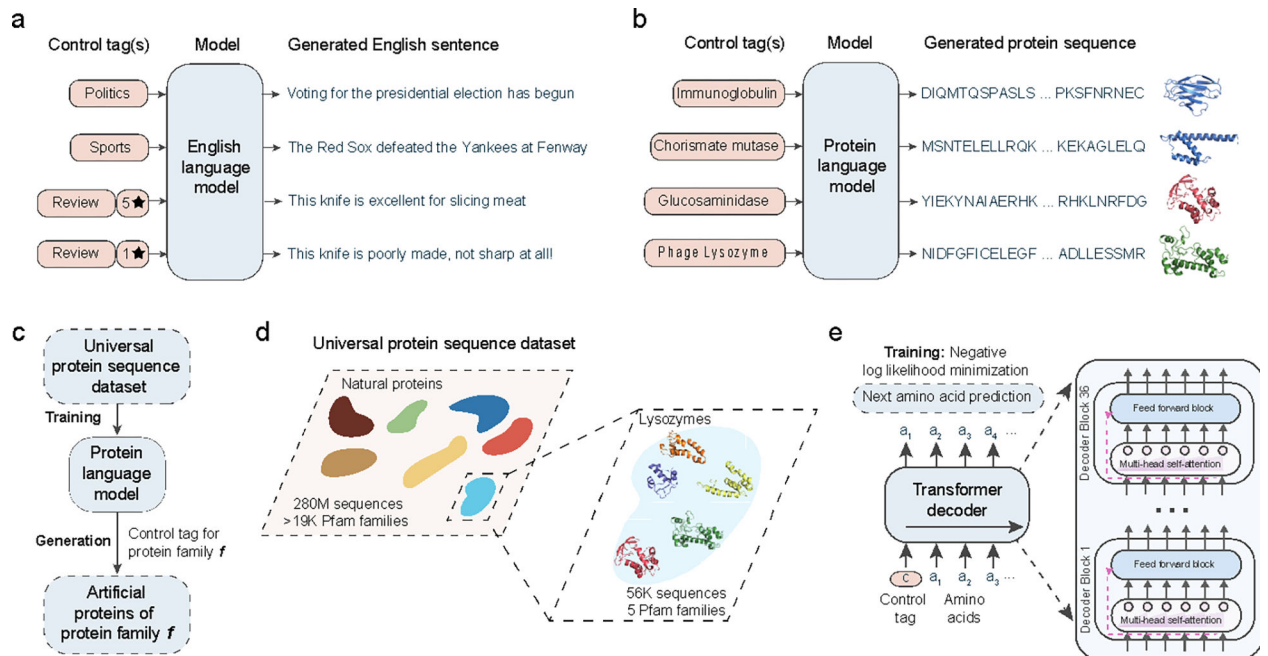 a
Control tag(s) Model Generated English sentence
Politics Voting for the presidential election has begun
Sports The Red Sox defeated the Yankees at Fenway
English
language
model
Review 5★ This knife is excellent for slicing meat
Review 1★ This knife is poorly made, not sharp at all!
b
Control tag(s) Model Generated protein sequence
Immunoglobulin DIQMTQSPASLS ... PKSFNRNEC
Chorismate mutase MSNTELELLRQK ... KEKAGLELQ
Protein
language
model
Glucosaminidase YIEKYNAIAERHK ... RHKLNRFDG
Phage Lysozyme NIDFGFICELEGF ... ADLLESSMR
c
Universal
protein sequence
dataset
Training
Protein
language
model
Generation Control tag for
protein family f
Artificial
proteins of
protein family f
d
Universal protein sequence dataset
Natural proteins
280M sequences
>19K Pfam families
Lysozymes
56K sequences
5 Pfam families
e
Training: Negative
log likelihood minimization
Next amino acid prediction
a1 a2 a3 a4 ...
Transformer
decoder
C a1 a2 a3 ...
Control
tag
Amino
acids
Decoder Block 36
Feed forward block
Multi-head self-attention
...
Decoder Block 1
Feed forward block
Multi-head self-attention